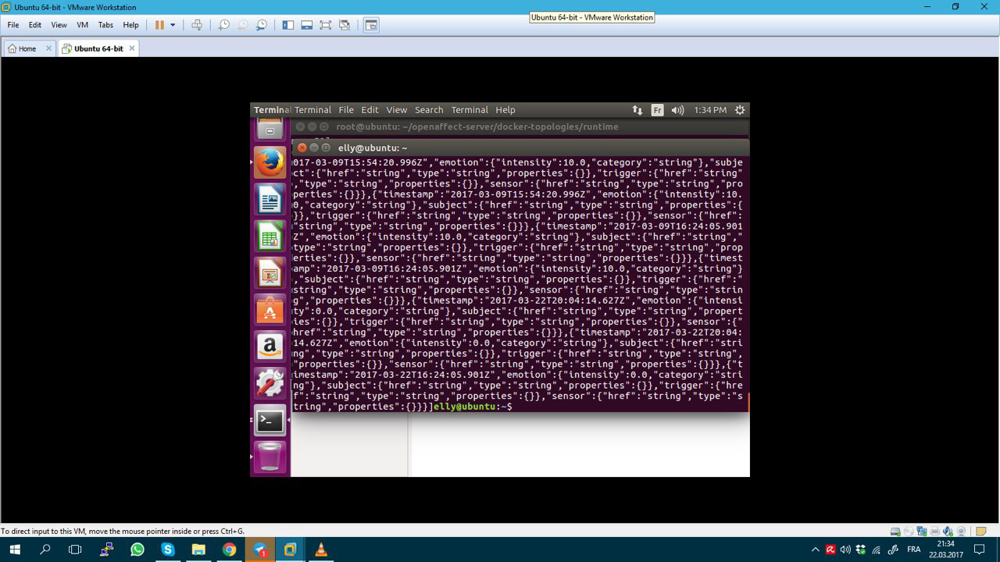 Ubuntu 64-bit - VMware Workstation
Ubuntu 64-bit - VMware Workstation
File Edit View VM Tabs Help
Home
Ubuntu 64-bit
Terminal Terminal File Edit View Search Terminal Help Fr 1:34 PM
root@ubuntu: ~/openaffect-server/docker-topologies/runtime
elly@ubuntu: ~
2017-03-09T15:54:20.996Z","emotion":{"intensity":10.0,"category":"string"},"subje
ct":{"href":"string","type":"string","properties":{}},"trigger":{"href":"string"
,"type":"string","properties":{}},"sensor":{"href":"string","type":"string","pro
perties":{}}},{"timestamp":"2017-03-09T15:54:20.996Z","emotion":{"intensity":10.
0,"category":"string"},"subject":{"href":"string","type":"string","properties":{
}},"trigger":{"href":"string","type":"string","properties":{}},"sensor":{"href":
"string","type":"string","properties":{}}},{"timestamp":"2017-03-09T16:24:05.901
Z","emotion":{"intensity":10.0,"category":"string"},"subject":{"href":"string","
type":"string","properties":{}},"trigger":{"href":"string","type":"string","prop
erties":{}},"sensor":{"href":"string","type":"string","properties":{}}},{"timest
amp":"2017-03-09T16:24:05.901Z","emotion":{"intensity":10.0,"category":"string"}
,"subject":{"href":"string","type":"string","properties":{}},"trigger":{"href":"
string","type":"string","properties":{}},"sensor":{"href":"string","type":"strin
g","properties":{}}},{"timestamp":"2017-03-22T20:04:14.627Z","emotion":{"intensi
ty":0.0,"category":"string"},"subject":{"href":"string","type":"string","propert
ies":{}},"trigger":{"href":"string","type":"string","properties":{}},"sensor":{"
href":"string","type":"string","properties":{}}},{"timestamp":"2017-03-22T20:04:
14.627Z","emotion":{"intensity":0.0,"category":"string"},"subject":{"href":"stri
ng","type":"string","properties":{}},"trigger":{"href":"string","type":"string",
"properties":{}},"sensor":{"href":"string","type":"string","properties":{}}},{"t
imestamp":"2017-03-22T16:24:05.901Z","emotion":{"intensity":0.0,"category":"stri
ng"},"subject":{"href":"string","type":"string","properties":{}},"trigger":{"hre
f":"string","type":"string","properties":{}},"sensor":{"href":"string","type":"s
tring","properties":{}}}]elly@ubuntu:~$
To direct input to this VM, move the mouse pointer inside or press Ctrl+G.
1
FRA
21:34
22.03.2017